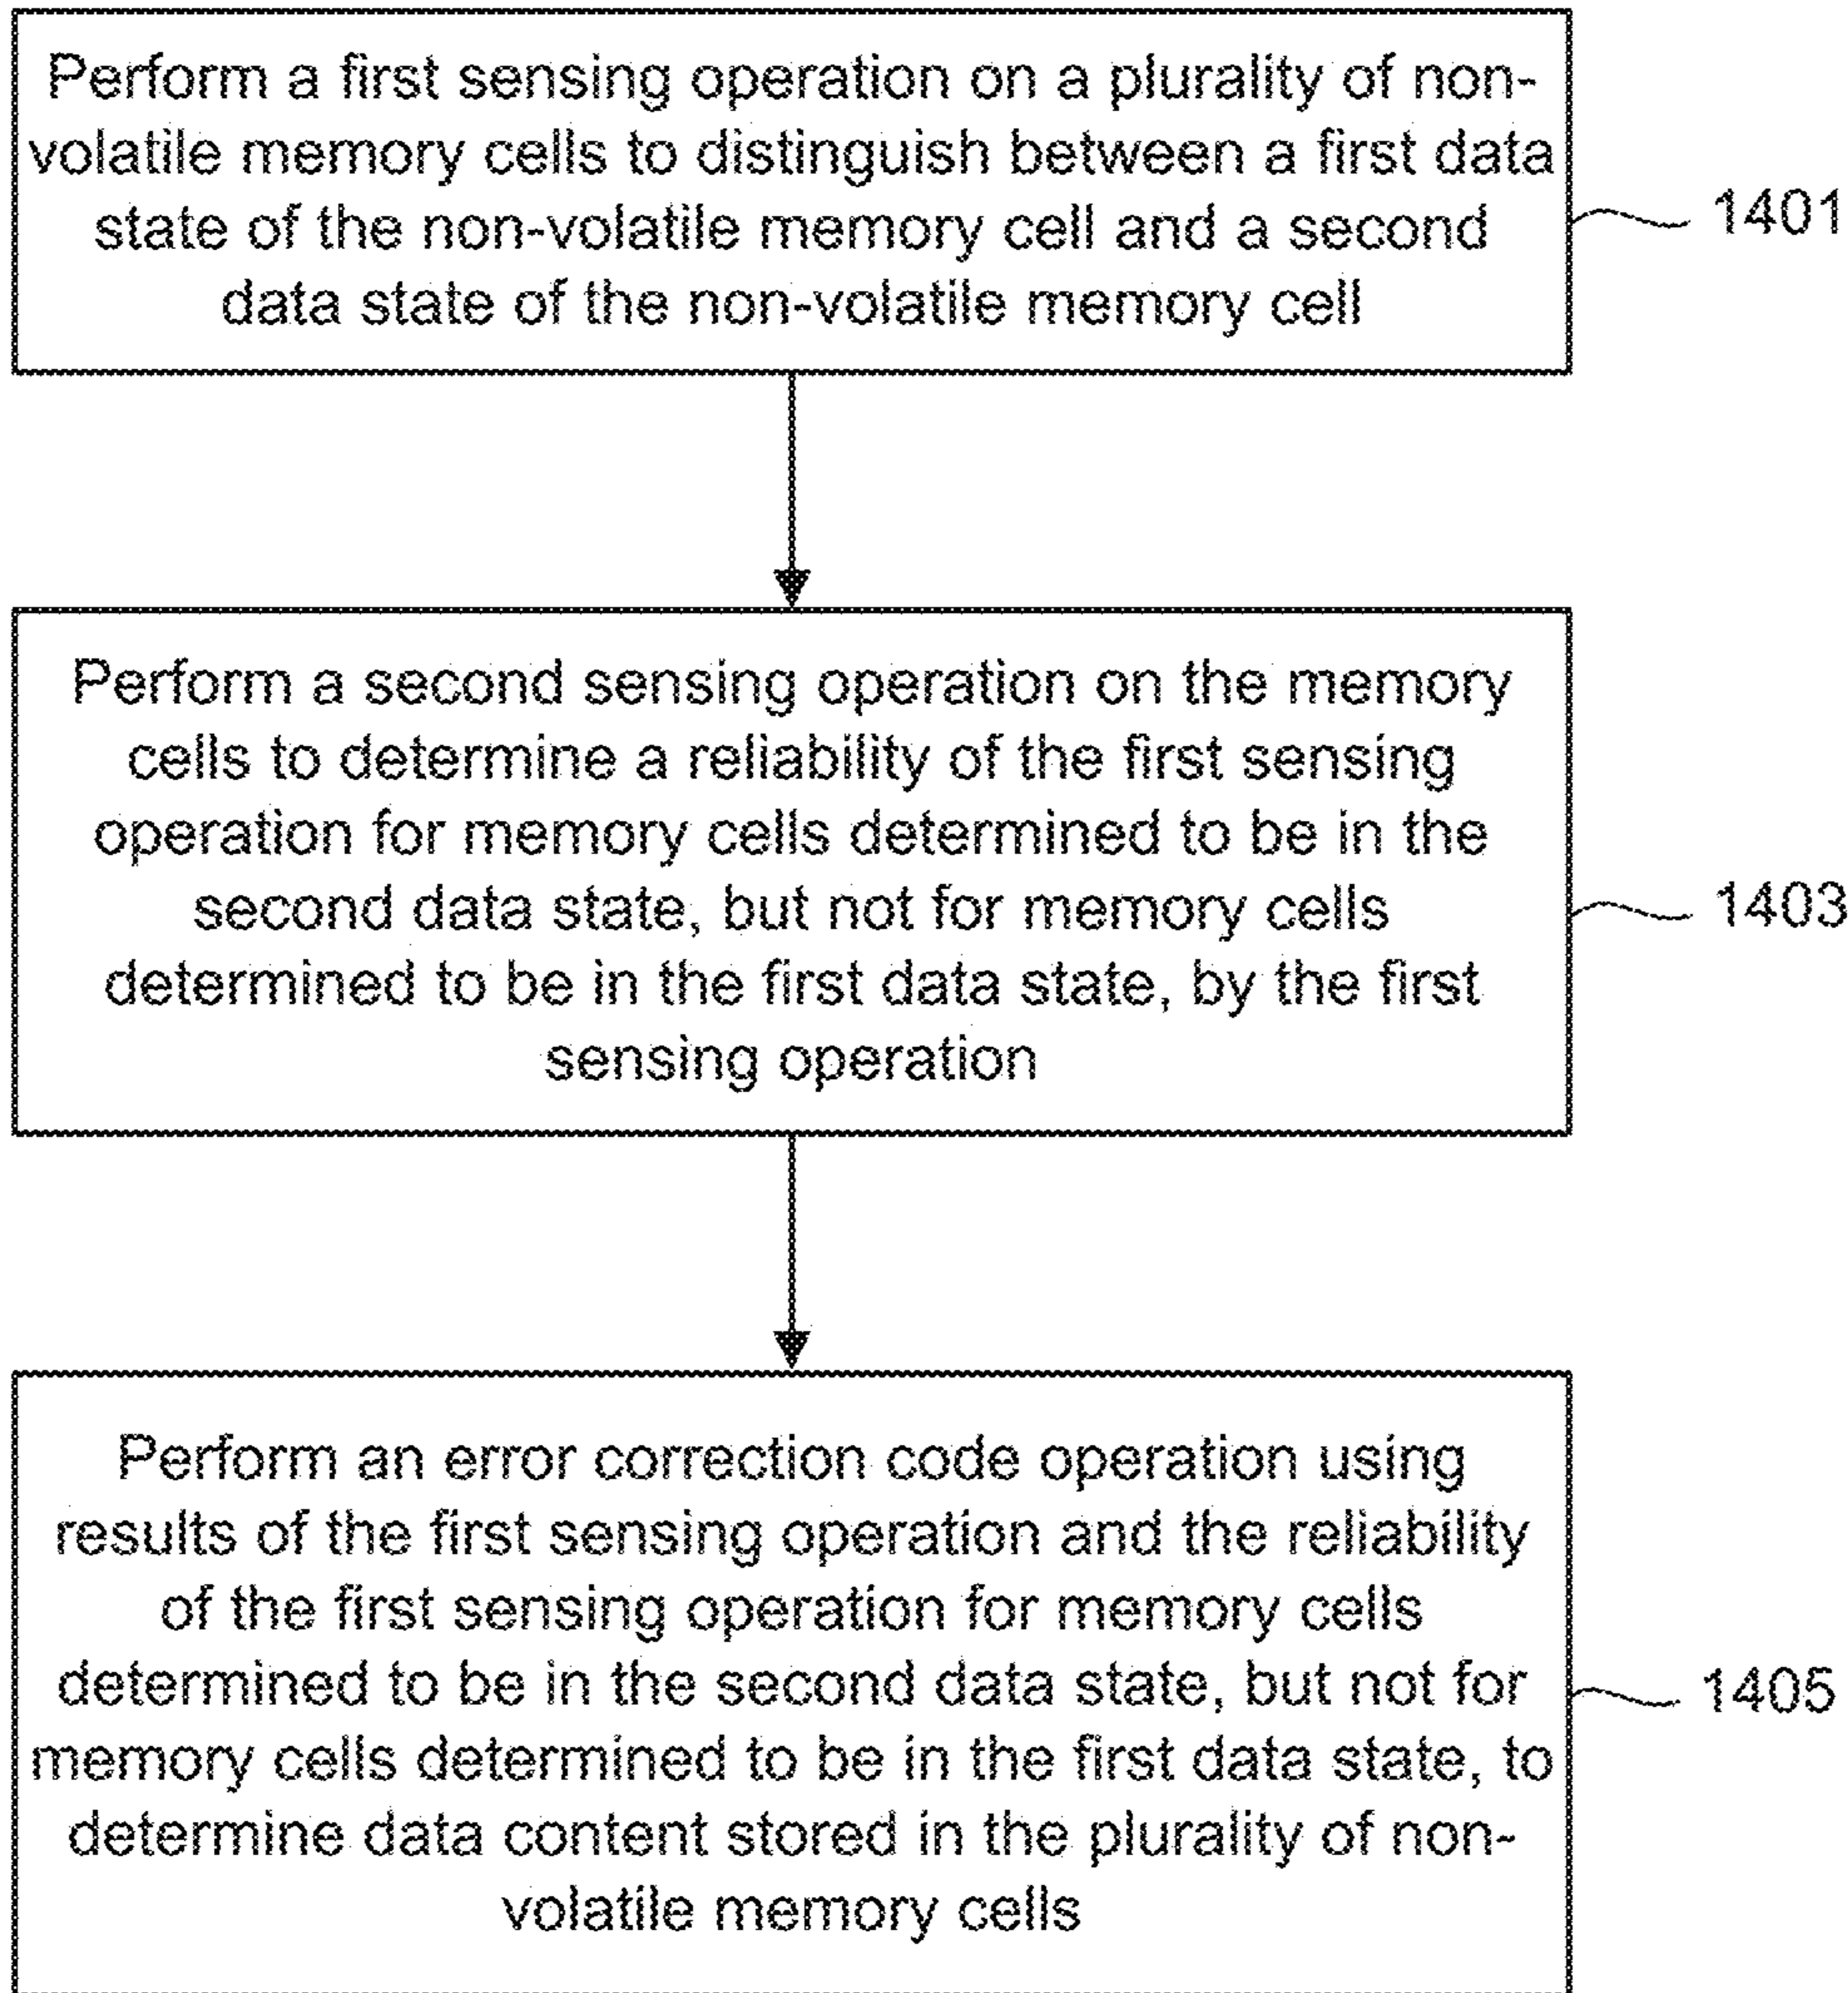 Perform a first sensing operation on a plurality of non-
volatile memory cells to distinguish between a first data
state of the non-volatile memory cell and a second
data state of the non-volatile memory cell
1401
Perform a second sensing operation on the memory
cells to determine a reliability of the first sensing
operation for memory cells determined to be in the
second data state, but not for memory cells
determined to be in the first data state, by the first
sensing operation
1403
Perform an error correction code operation using
results of the first sensing operation and the reliability
of the first sensing operation for memory cells
determined to be in the second data state, but not for
memory cells determined to be in the first data state, to
determine data content stored in the plurality of non-
volatile memory cells
1405